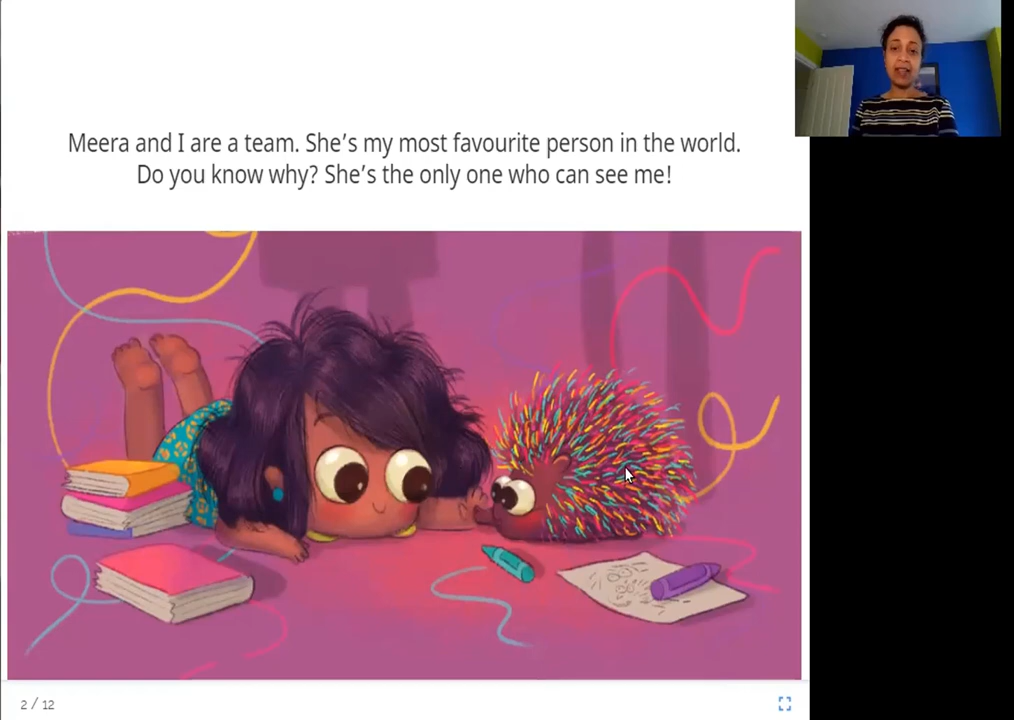 Meera and I are a team. She's my most favourite person in the world.
Do you know why? She's the only one who can see me!
2 / 12